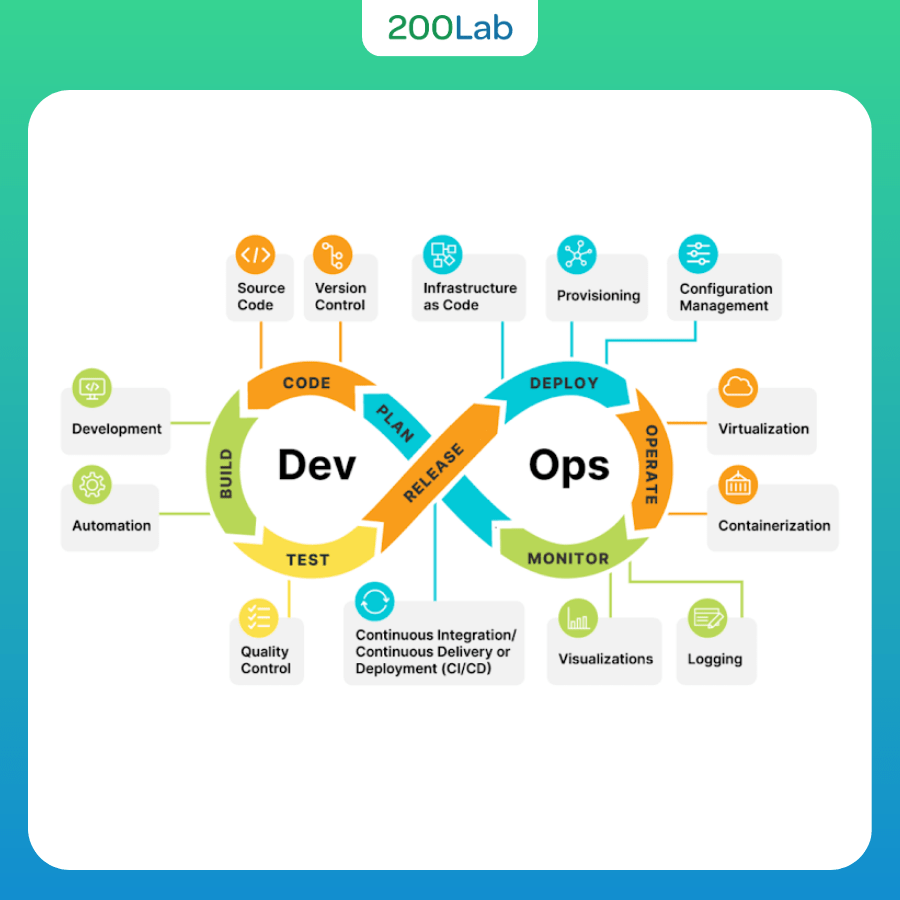 200Lab
Source
Code
Version
Control
Infrastructure
as Code
Provisioning
Configuration
Management
CODE
DEPLOY
PLAN
Development
Virtualization
BUILD
Dev
RELEASE
Ops
OPERATE
Automation
Containerization
TEST
MONITOR
Quality
Control
Continuous Integration/
Continuous Delivery or
Deployment (CI/CD)
Visualizations
Logging